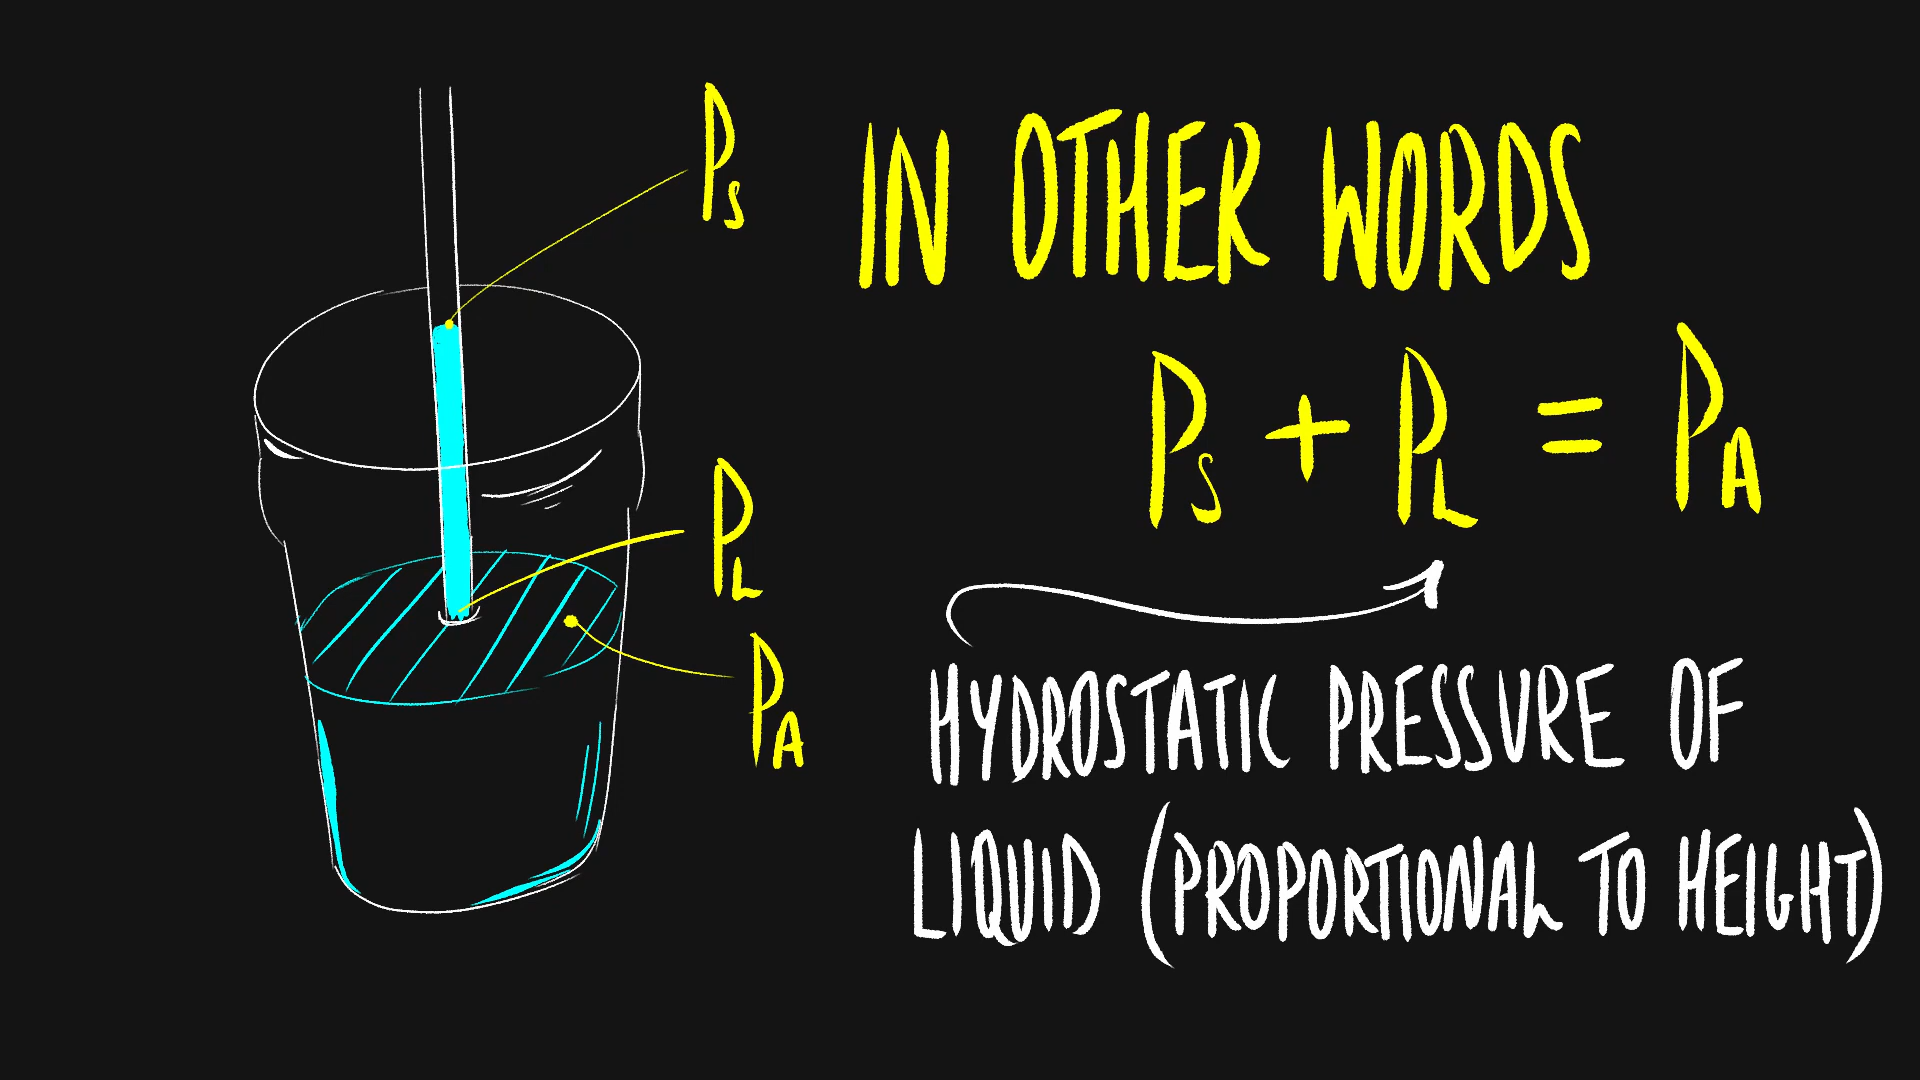 PS
PL
PA
IN OTHER WORDS
PS + PL = PA
HYDROSTATIC PRESSURE OF
LIQUID (PROPORTIONAL TO HEIGHT)